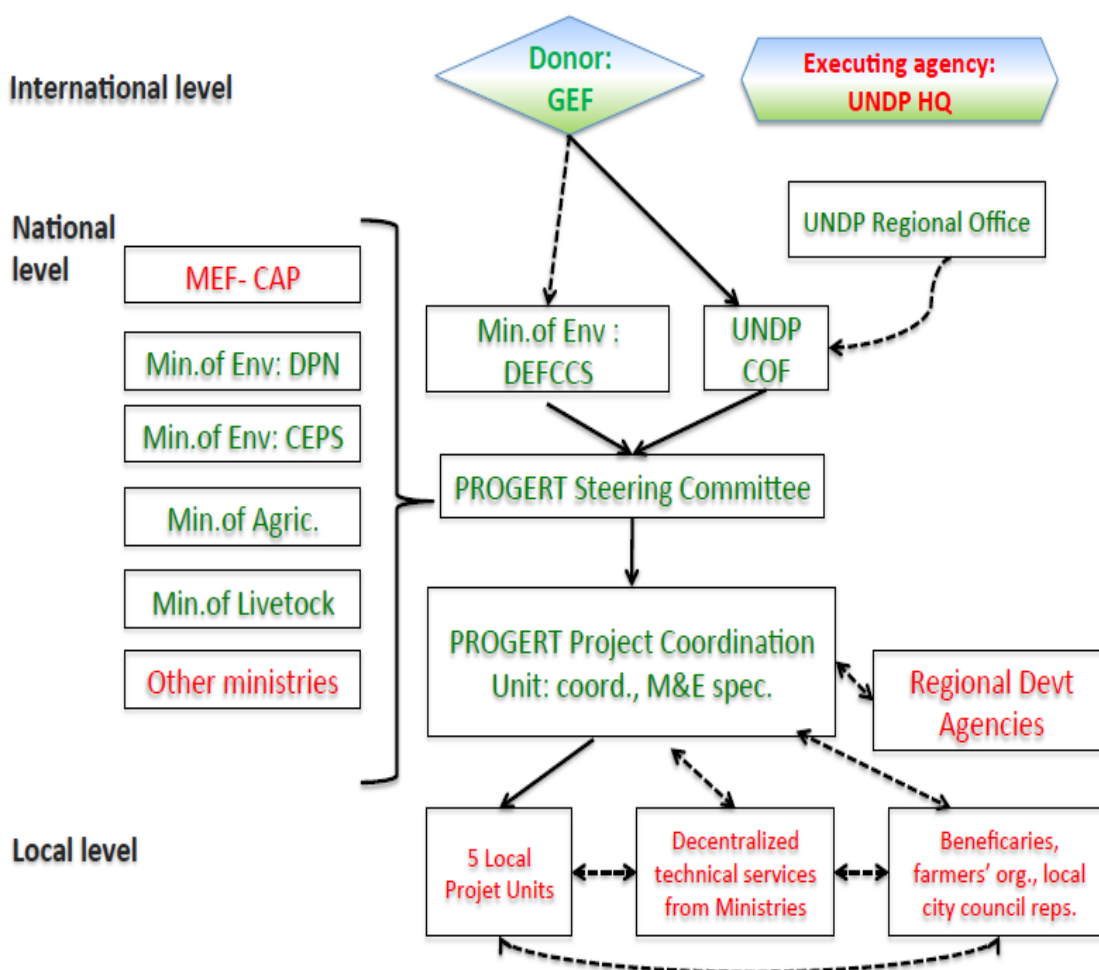 International level
Donor:
GEF
Executing agency:
UNDP HQ
National
level
UNDP Regional Office
MEF- CAP
Min.of Env: DPN
Min.of Env: CEPS
Min.of Agric.
Min.of Livetock
Other ministries
Min.of Env :
DEFCCS
UNDP
COF
PROGERT Steering Committee
PROGERT Project Coordination
Unit: coord., M&E spec.
Regional Devt
Agencies
Local level
5 Local
Projet Units
Decentralized
technical services
from Ministries
Beneficaries,
farmers' org., local
city council reps.